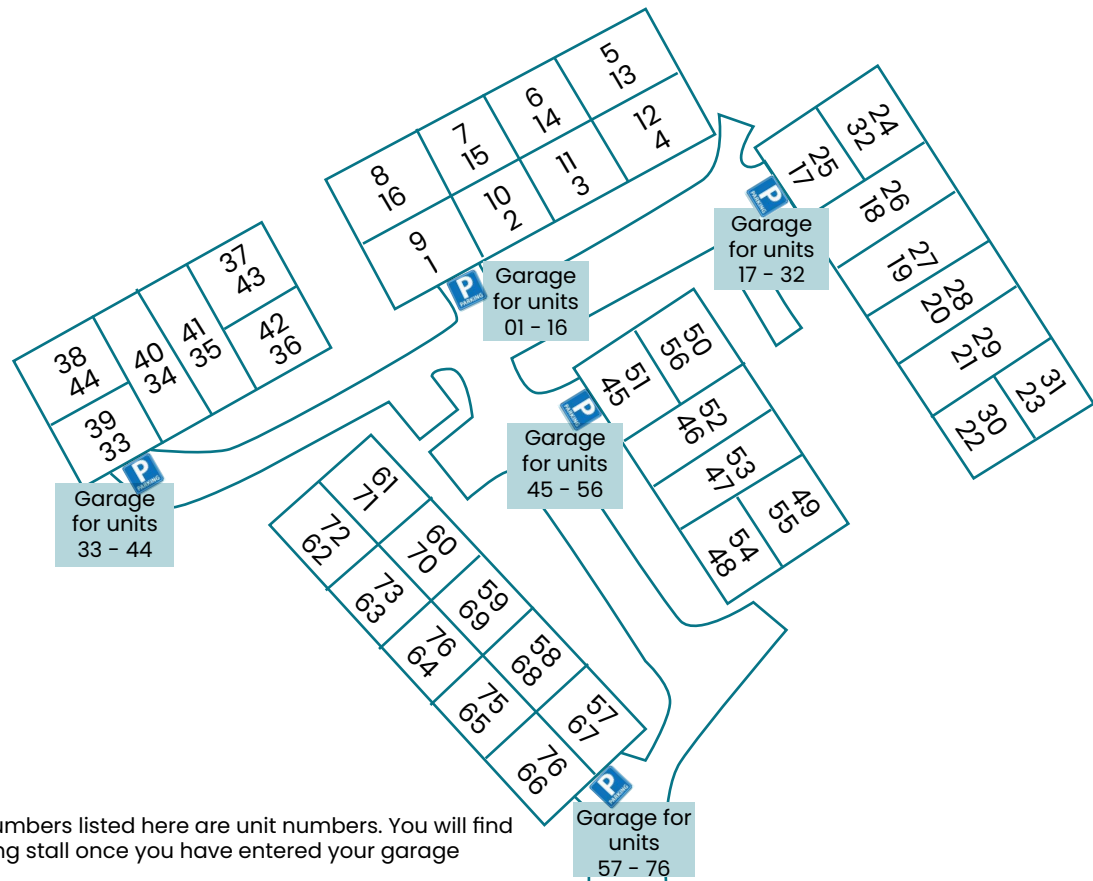 5
13
6
14
12
4
7
15
11
3
8
16
10
2
9
1
PARKING
Garage
for units
01 - 16
24
32
25
17
26
18
27
19
28
20
29
21
31
23
30
22
P
PARKING
Garage
for units
17 - 32
37
43
42
36
41
35
40
34
38
44
39
33
P
PARKING
Garage
for units
33 - 44
50
56
51
45
52
46
53
47
49
55
54
48
P
PARKING
Garage
for units
45 - 56
61
71
72
62
60
70
73
63
59
69
76
64
58
68
75
65
57
67
76
66
P
PARKING
Garage for
units
57 - 76
umbers listed here are unit numbers. You will find
ng stall once you have entered your garage